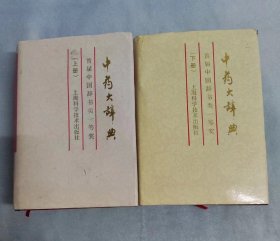 中药大辞典
首届中国辞书奖一等奖
(上册)
上海科学技术出版社
中药大辞典
首届中国辞书奖一等奖
(下册)
上海科学技术出版社